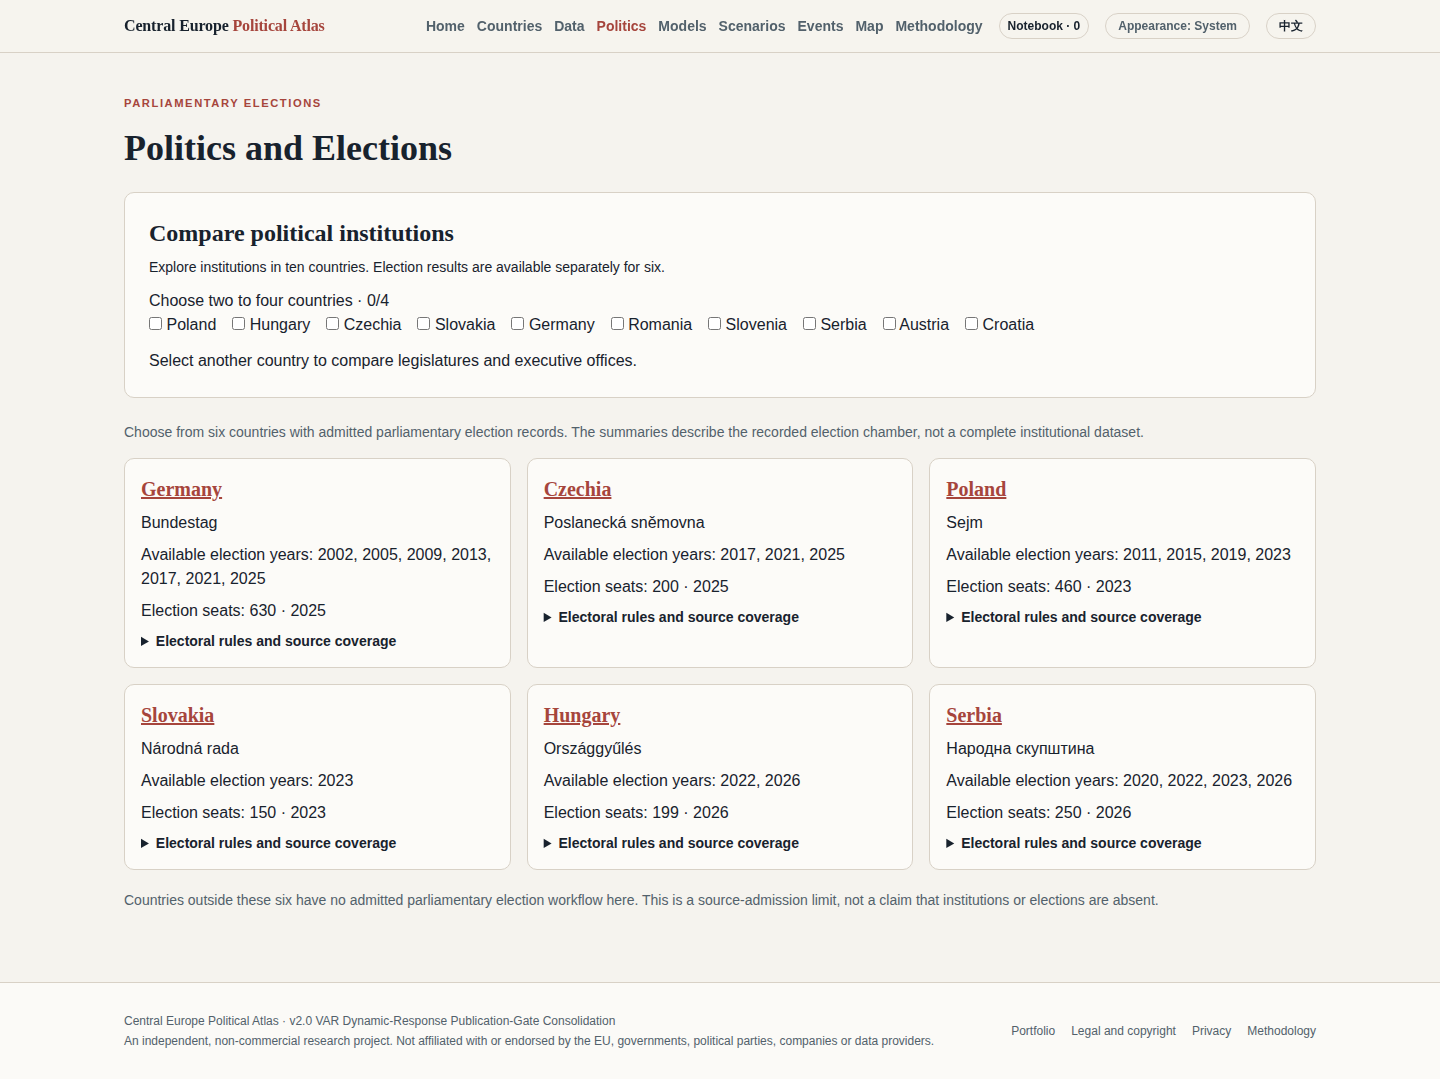 Central Europe Political Atlas
Home Countries Data Politics Models Scenarios Events Map Methodology Notebook · 0 Appearance: System 中文
PARLIAMENTARY ELECTIONS
Politics and Elections
Compare political institutions
Explore institutions in ten countries. Election results are available separately for six.
Choose two to four countries · 0/4
Poland Hungary Czechia Slovakia Germany Romania Slovenia Serbia Austria Croatia
Select another country to compare legislatures and executive offices.
Choose from six countries with admitted parliamentary election records. The summaries describe the recorded election chamber, not a complete institutional dataset.
Germany
Bundestag
Available election years: 2002, 2005, 2009, 2013,
2017, 2021, 2025
Election seats: 630 · 2025
Electoral rules and source coverage
Czechia
Poslanecká sněmovna
Available election years: 2017, 2021, 2025
Election seats: 200 · 2025
Electoral rules and source coverage
Poland
Sejm
Available election years: 2011, 2015, 2019, 2023
Election seats: 460 · 2023
Electoral rules and source coverage
Slovakia
Národná rada
Available election years: 2023
Election seats: 150 · 2023
Electoral rules and source coverage
Hungary
Országgyűlés
Available election years: 2022, 2026
Election seats: 199 · 2026
Electoral rules and source coverage
Serbia
Народна скупштина
Available election years: 2020, 2022, 2023, 2026
Election seats: 250 · 2026
Electoral rules and source coverage
Countries outside these six have no admitted parliamentary election workflow here. This is a source-admission limit, not a claim that institutions or elections are absent.
Central Europe Political Atlas · v2.0 VAR Dynamic-Response Publication-Gate Consolidation
An independent, non-commercial research project. Not affiliated with or endorsed by the EU, governments, political parties, companies or data providers.
Portfolio Legal and copyright Privacy Methodology